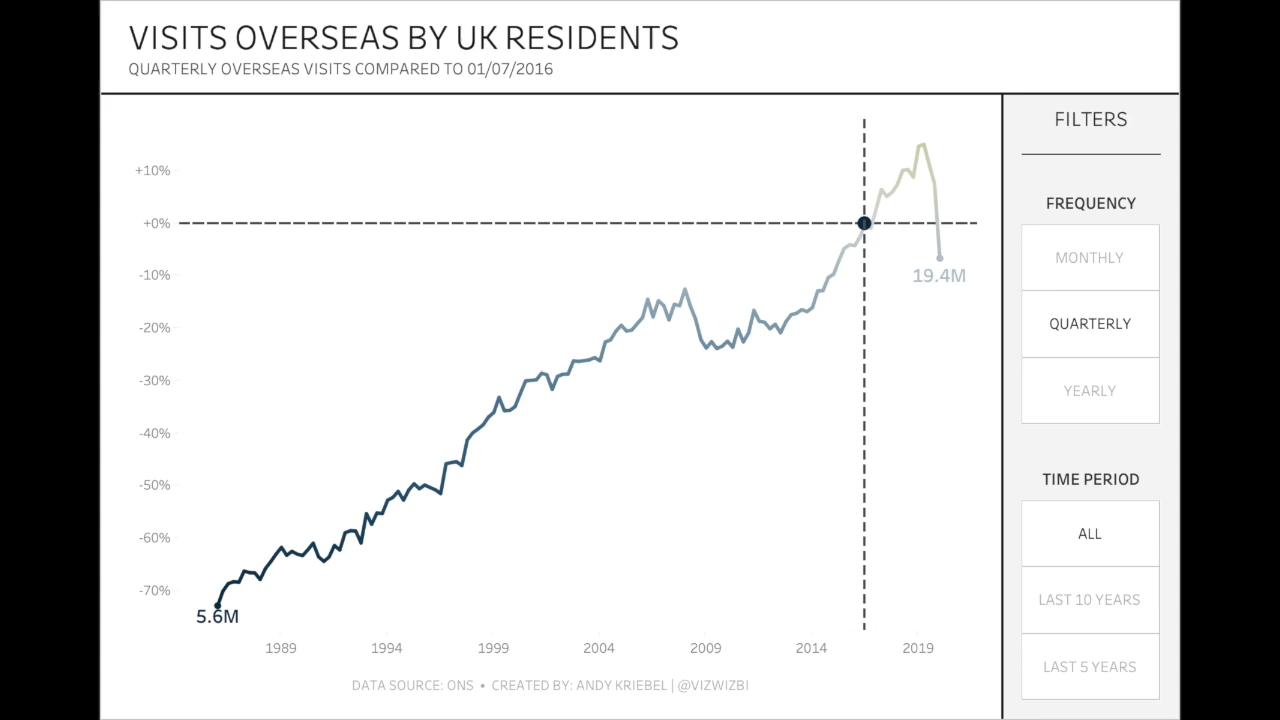 VISITS OVERSEAS BY UK RESIDENTS
QUARTERLY OVERSEAS VISITS COMPARED TO 01/07/2016
+10%
+0%
-10%
-20%
-30%
-40%
-50%
-60%
-70%
19.4M
5.6M
1989 1994 1999 2004 2009 2014 2019
DATA SOURCE: ONS • CREATED BY: ANDY KRIEBEL | @VIZWIZBI
FILTERS
FREQUENCY
MONTHLY
QUARTERLY
YEARLY
TIME PERIOD
ALL
LAST 10 YEARS
LAST 5 YEARS